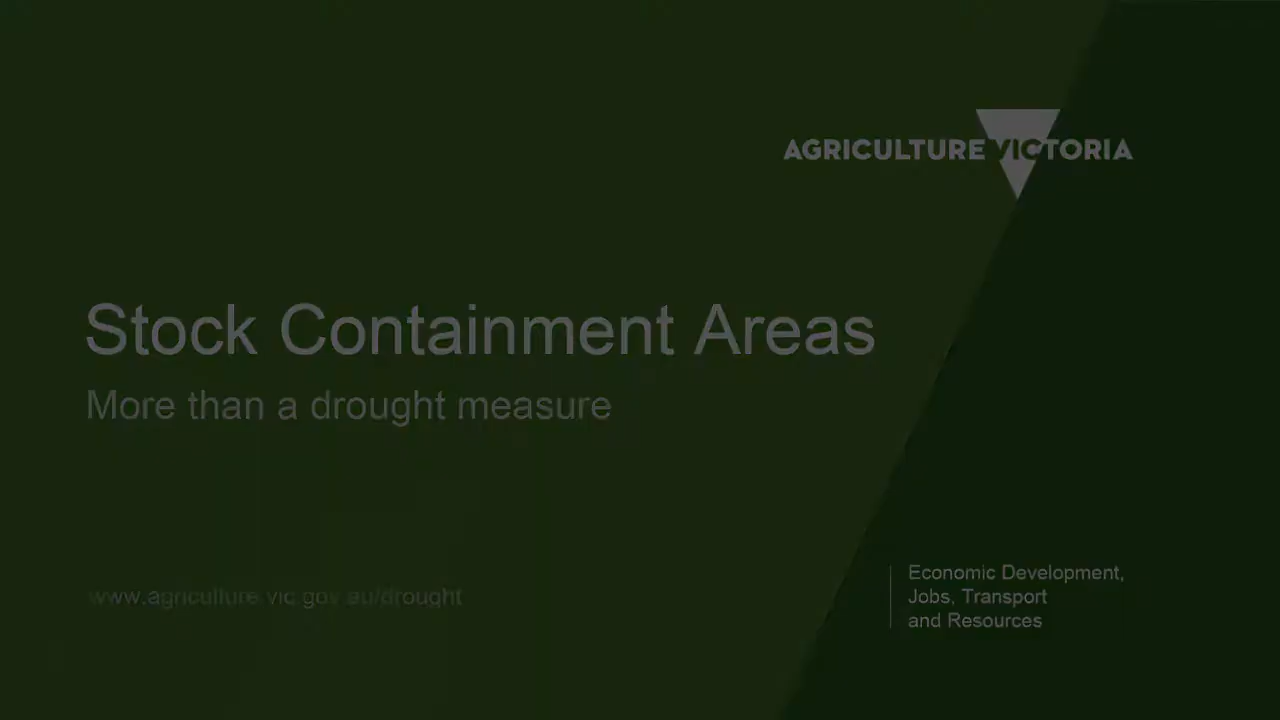 AGRICULTURE VICTORIA
Stock Containment Areas
More than a drought measure
www.agriculture.vic.gov.au/drought
Economic Development,
Jobs, Transport
and Resources